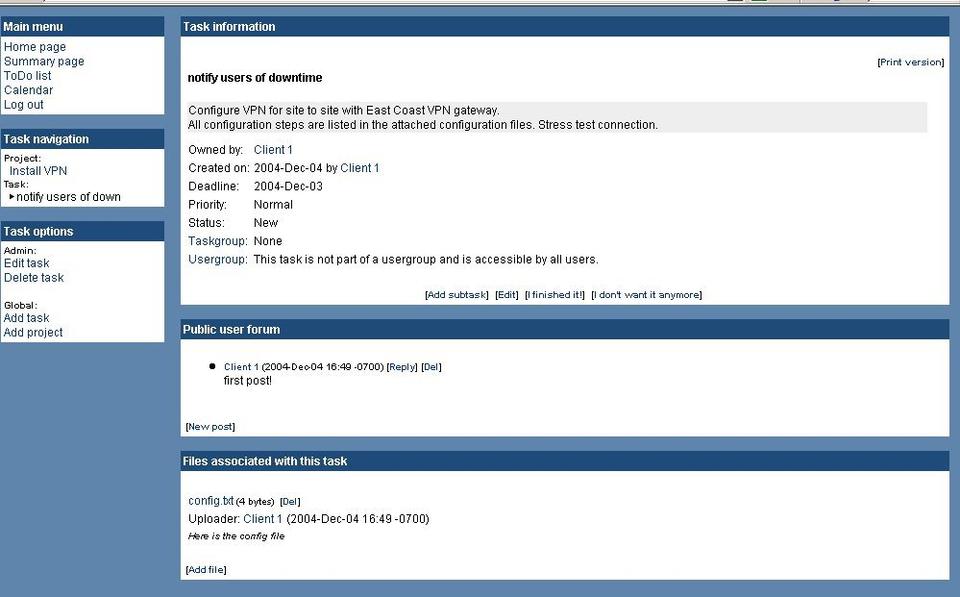 Main menu
Home page
Summary page
ToDo list
Calendar
Log out
Task navigation
Project:
Install VPN
Task:
notify users of down
Task options
Admin:
Edit task
Delete task
Global:
Add task
Add project
Task information
[Print version]
notify users of downtime
Configure VPN for site to site with East Coast VPN gateway.
All configuration steps are listed in the attached configuration files. Stress test connection.
Owned by: Client 1
Created on: 2004-Dec-04 by Client 1
Deadline: 2004-Dec-03
Priority: Normal
Status: New
Taskgroup: None
Usergroup: This task is not part of a usergroup and is accessible by all users.
[Add subtask] [Edit] [I finished it!] [I don't want it anymore]
Public user forum
Client 1 (2004-Dec-04 16:49 -0700) [Reply] [Del]
first post!
[New post]
Files associated with this task
config.txt (4 bytes) [Del]
Uploader: Client 1 (2004-Dec-04 16:49 -0700)
Here is the config file
[Add file]